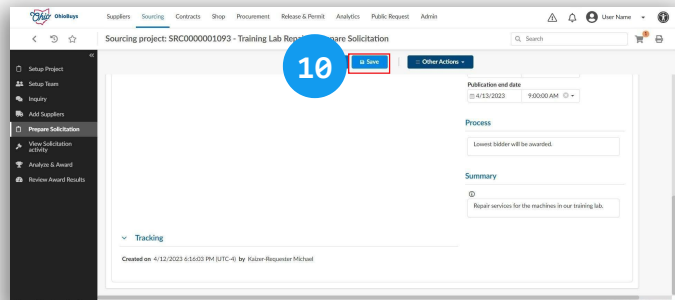 Ohio OhioBuys Suppliers Sourcing Contracts Shop Procurement Release & Permit Analytics Public Request Admin User Name
Sourcing project: SRC0000001093 - Training Lab Rep Prepare Solicitation Search 1
10 Save Other Actions
Setup Project
Setup Team
Inquiry
Add Suppliers
Prepare Solicitation
View Solicitation
activity
Analyze & Award
Review Award Results
Publication end date
4/13/2023 9:00:00 AM
Process
Lowest bidder will be awarded.
Summary
Repair services for the machines in our training lab.
Tracking
Created on 4/12/2023 6:16:03 PM (UTC-4) by Kaizer-Requester Michael